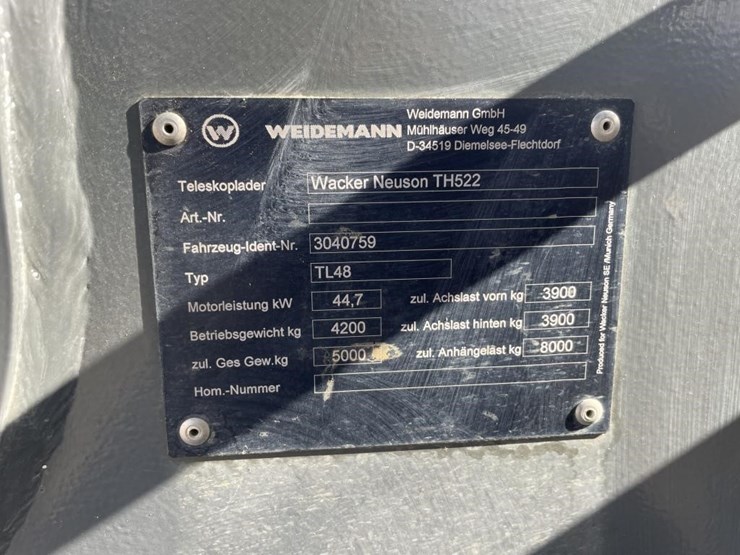 W WEIDEMANN
Weidemann GmbH
Mühlhäuser Weg 45-49
D-34519 Diemelsee-Flechtdorf
Teleskoplader Wacker Neuson TH522
Art.-Nr.
Fahrzeug-Ident-Nr. 3040759
Typ TL48
Motorleistung kW 44,7 zul. Achslast vorn kg 3900
Betriebsgewicht kg 4200 zul. Achslast hinten kg 3900
zul. Ges Gew.kg 5000 zul. Anhängeläst kg 8000
Hom.-Nummer
Produced for Wacker Neuson SE /Munich Germany